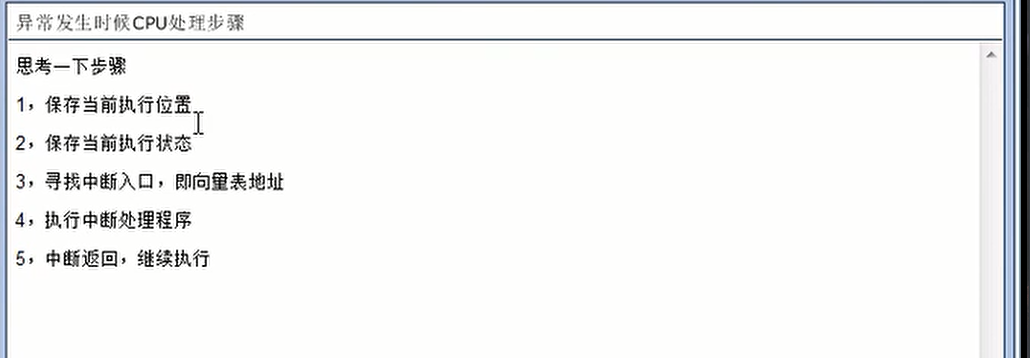 异常发生时候CPU处理步骤
思考一下步骤
1，保存当前执行位置
2，保存当前执行状态
3，寻找中断入口，即向量表地址
4，执行中断处理程序
5，中断返回，继续执行